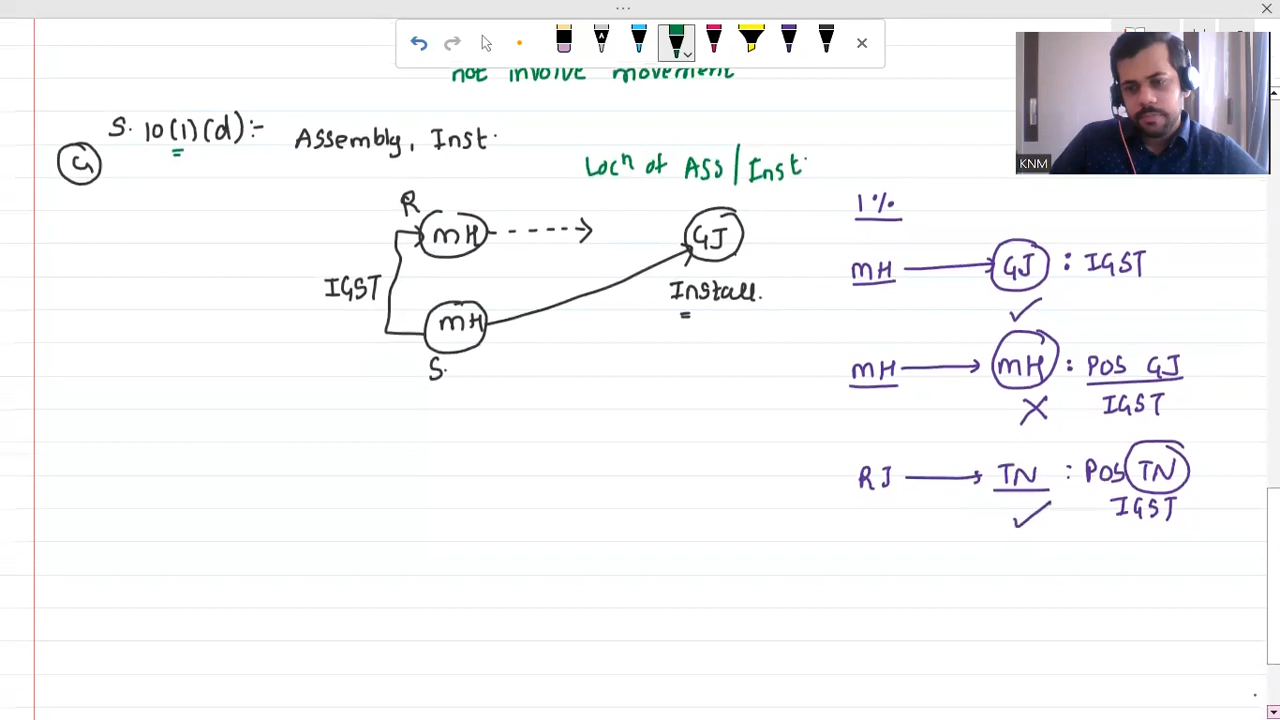 not involve movement
S. 10(1)(d):- Assembly, Inst.
G
Locn of Ass/Inst.
R
MH
GJ
IGST
Install.
MH
S.
1%
MH GJ : IGST
MH MH : POS GJ
IGST
RJ TN : POS TN
IGST
KNM